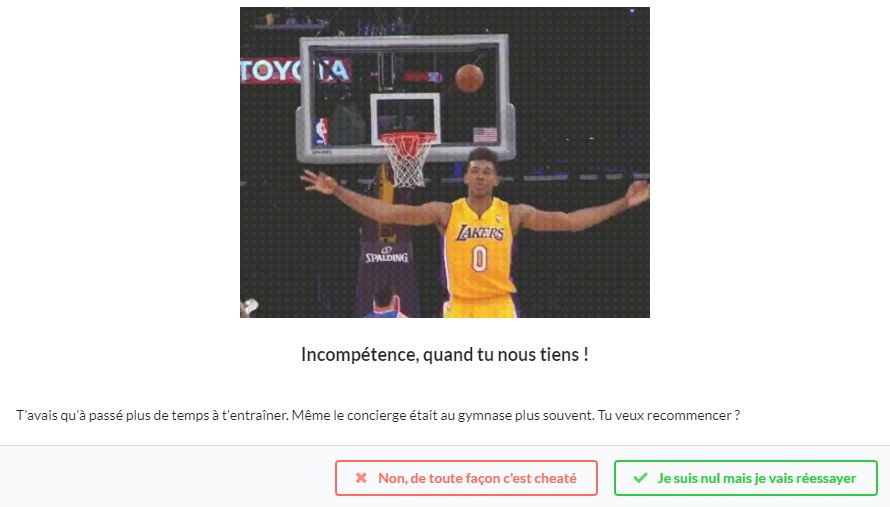 TOYOTA
SPALDING
LAKERS
0
SPALDING
Incompétence, quand tu nous tiens !
T'avais qu'à passé plus de temps à t'entraîner. Même le concierge était au gymnase plus souvent. Tu veux recommencer ?
Non, de toute façon c'est cheaté
Je suis nul mais je vais réessayer